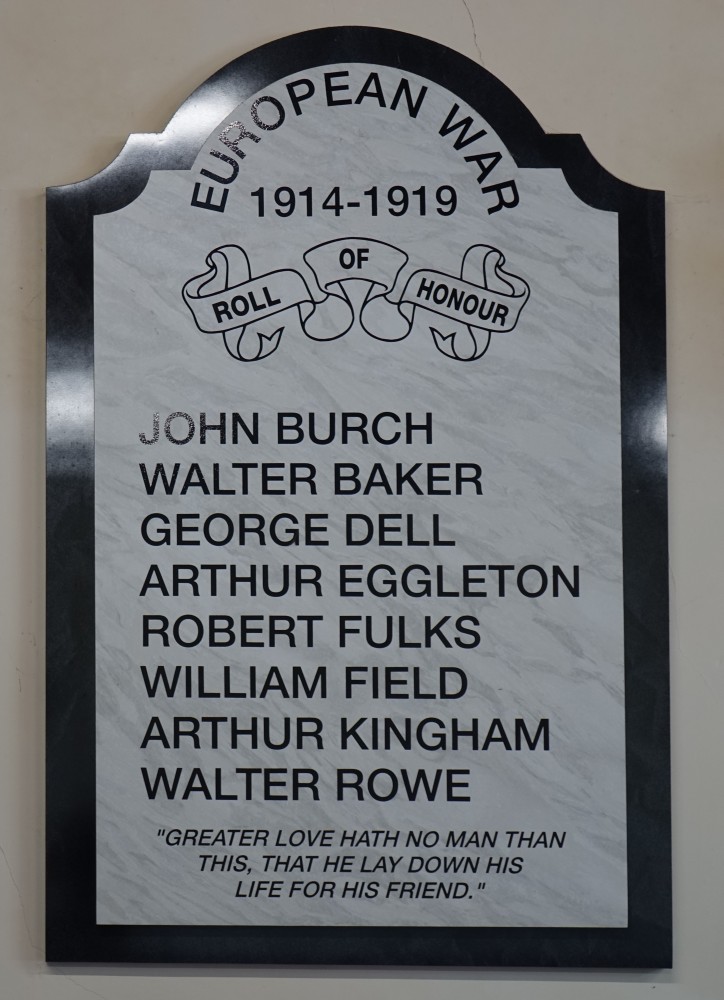 EUROPEAN WAR
1914-1919
ROLL OF HONOUR
JOHN BURCH
WALTER BAKER
GEORGE DELL
ARTHUR EGGLETON
ROBERT FULKS
WILLIAM FIELD
ARTHUR KINGHAM
WALTER ROWE
"GREATER LOVE HATH NO MAN THAN
THIS, THAT HE LAY DOWN HIS
LIFE FOR HIS FRIEND."